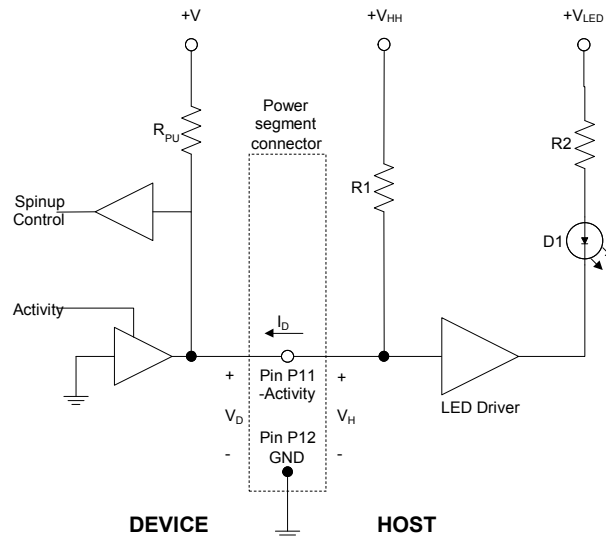 +V
+VHH
+VLED
Power
segment
connector
RPU
R2
R1
Spinup
Control
D1
Activity
ID
+
Pin P11
-Activity
+
LED Driver
VD
VH
Pin P12
GND
-
-
DEVICE
HOST